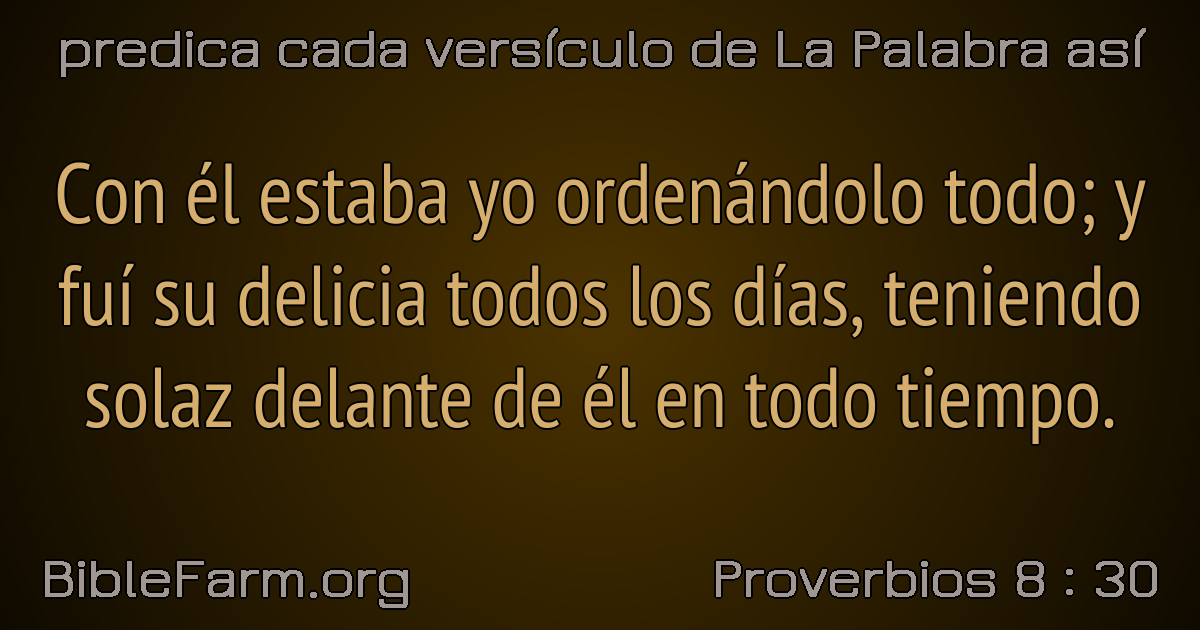 predica cada versículo de La Palabra así
Con él estaba yo ordenándolo todo; y
fuí su delicia todos los días, teniendo
solaz delante de él en todo tiempo.
BibleFarm.org
Proverbios 8 : 30